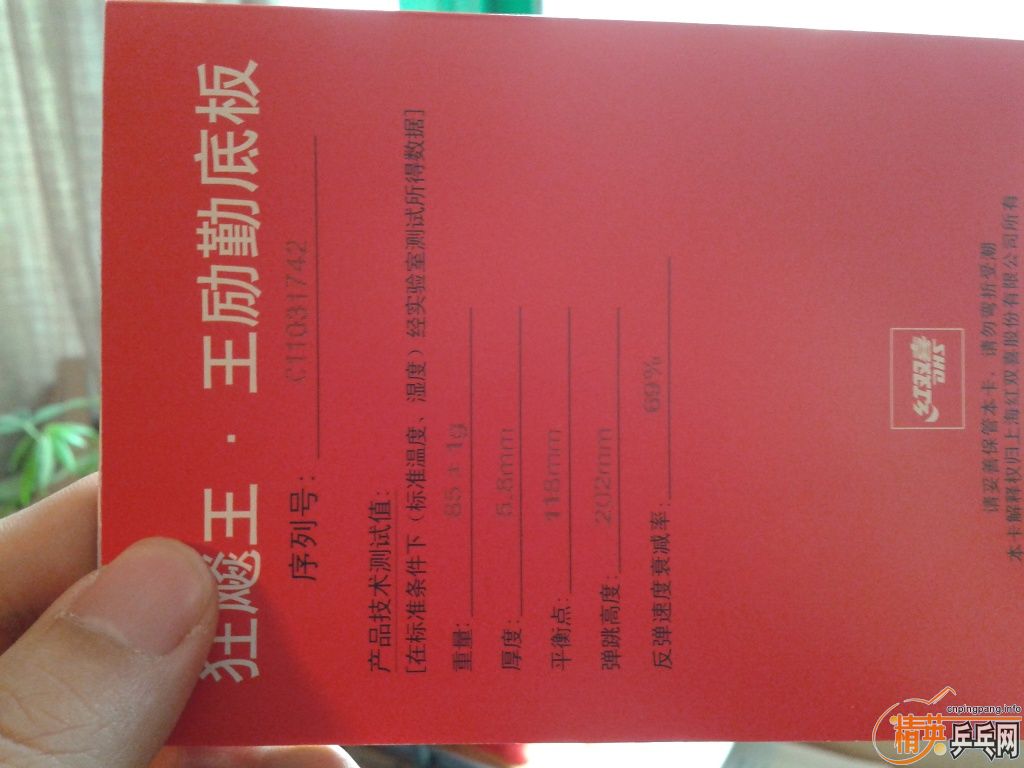 狂飚王·王励勤底板
序列号: C11031742
产品技术测试值:
[在标准条件下（标准温度、湿度）经实验室测试所得数据]
重量: 85±1g
厚度: 5.8mm
平衡点: 118mm
弹跳高度: 202mm
反弹速度衰减率: 69%
红双喜
DHS
请妥善保管本卡、请勿弯折受潮
本卡解释权归上海红双喜股份有限公司所有
cnpingpang.info
精英乒乓网